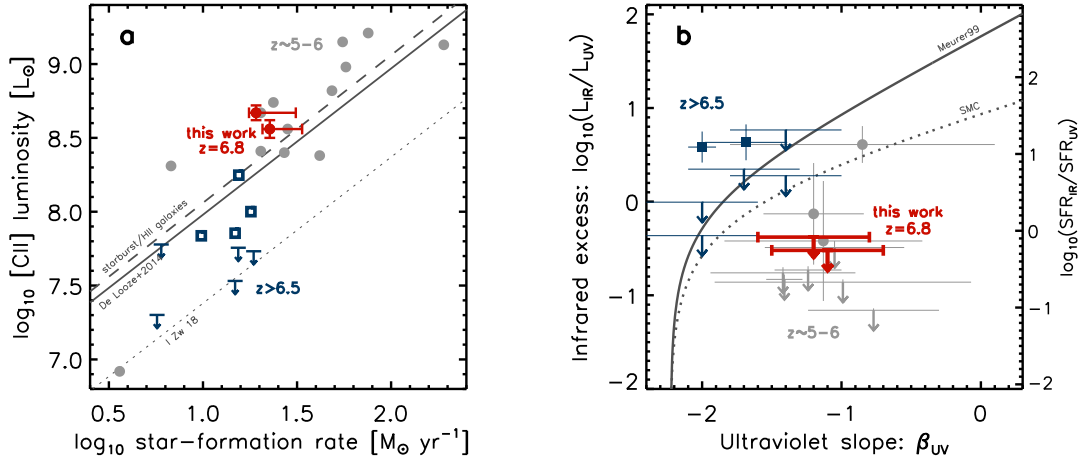 a
z~5-6
this work
z=6.8
starburst/HII galaxies
De Looze+2014
I Zw 18
z>6.5
9.0
8.5
8.0
7.5
7.0
log10 [CII] luminosity [L⊙]
0.5
1.0
1.5
2.0
log10 star-formation rate [M⊙ yr−1]
b
Meurer99
z>6.5
SMC
this work
z=6.8
z~5-6
2
1
0
−1
−2
Infrared excess: log10(LIR/LUV)
2
1
0
−1
−2
log10(SFRIR/SFRUV)
−2
−1
0
Ultraviolet slope: βUV